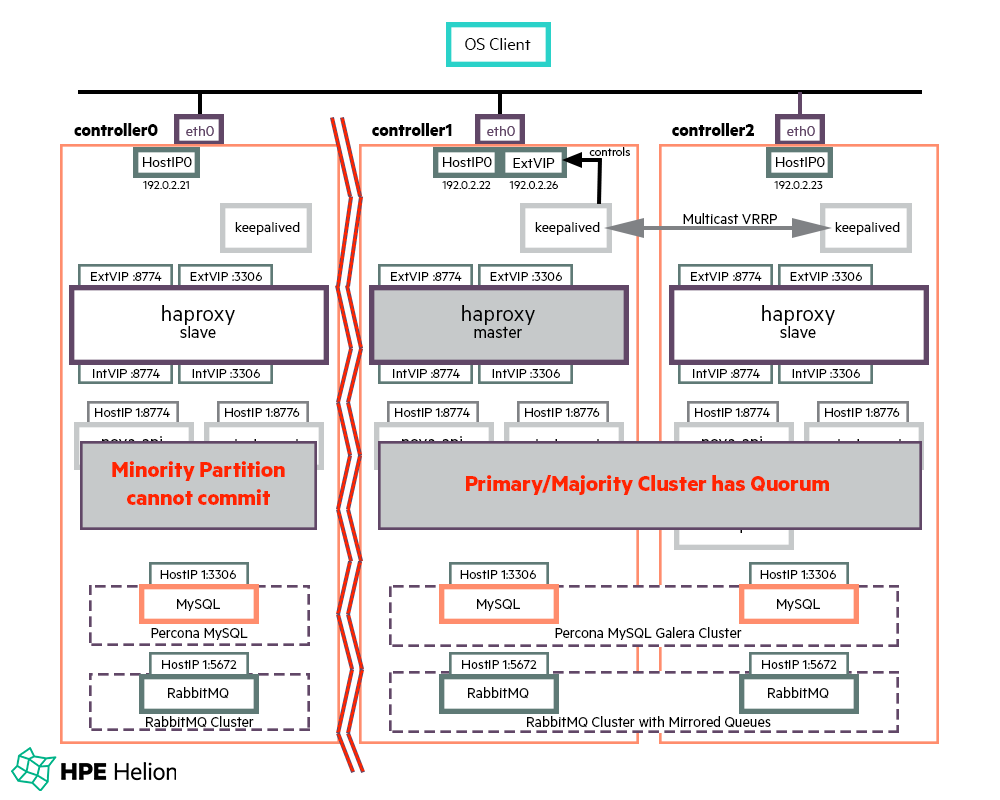 OS Client
controller0
eth0
controller1
eth0
controller2
eth0
HostIP0
192.0.2.21
HostIP0
ExtVIP
192.0.2.22
192.0.2.26
controls
HostIP0
192.0.2.23
keepalived
keepalived
Multicast VRRP
keepalived
ExtVIP :8774
ExtVIP :3306
ExtVIP :8774
ExtVIP :3306
ExtVIP :8774
ExtVIP :3306
haproxy
slave
haproxy
master
haproxy
slave
IntVIP :8774
IntVIP :3306
IntVIP :8774
IntVIP :3306
IntVIP :8774
IntVIP :3306
HostIP 1:8774
HostIP 1:8776
HostIP 1:8774
HostIP 1:8776
HostIP 1:8774
HostIP 1:8776
Minority Partition
cannot commit
Primary/Majority Cluster has Quorum
HostIP 1:3306
HostIP 1:3306
HostIP 1:3306
MySQL
MySQL
MySQL
Percona MySQL
Percona MySQL Galera Cluster
HostIP 1:5672
HostIP 1:5672
HostIP 1:5672
RabbitMQ
RabbitMQ
RabbitMQ
RabbitMQ Cluster
RabbitMQ Cluster with Mirrored Queues
HPE Helion